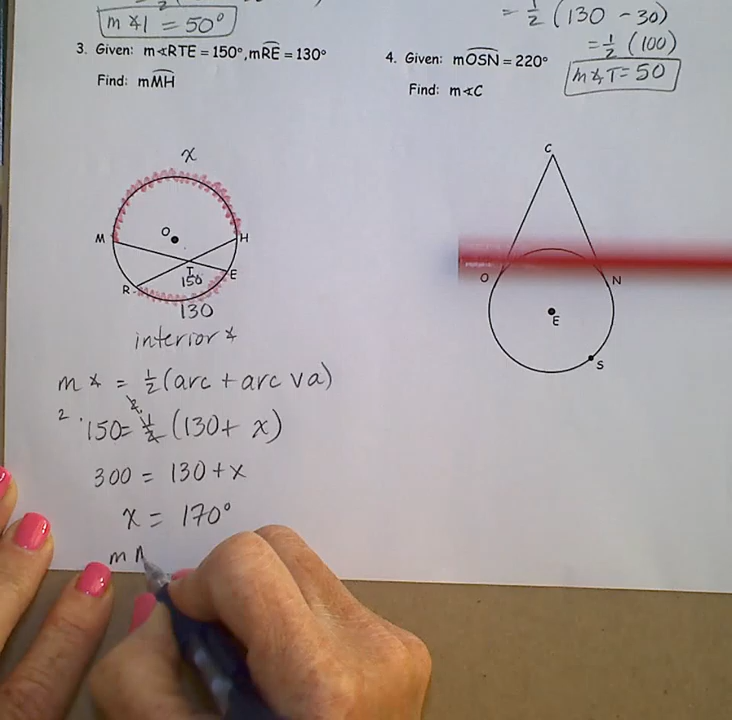 m∡1 = 50°
= ½ (130 - 30)
= ½ (100)
m∡T = 50
3. Given: m∢RTE = 150°, mRE = 130°
Find: mMH
x
M
O
H
T
E
R
150
130
interior ∡
m∡ = ½ (arc + arc va)
2 · 150 = ½ (130 + x)
300 = 130 + x
x = 170°
m
4. Given: mOSN = 220°
Find: m∢C
C
O
N
E
S